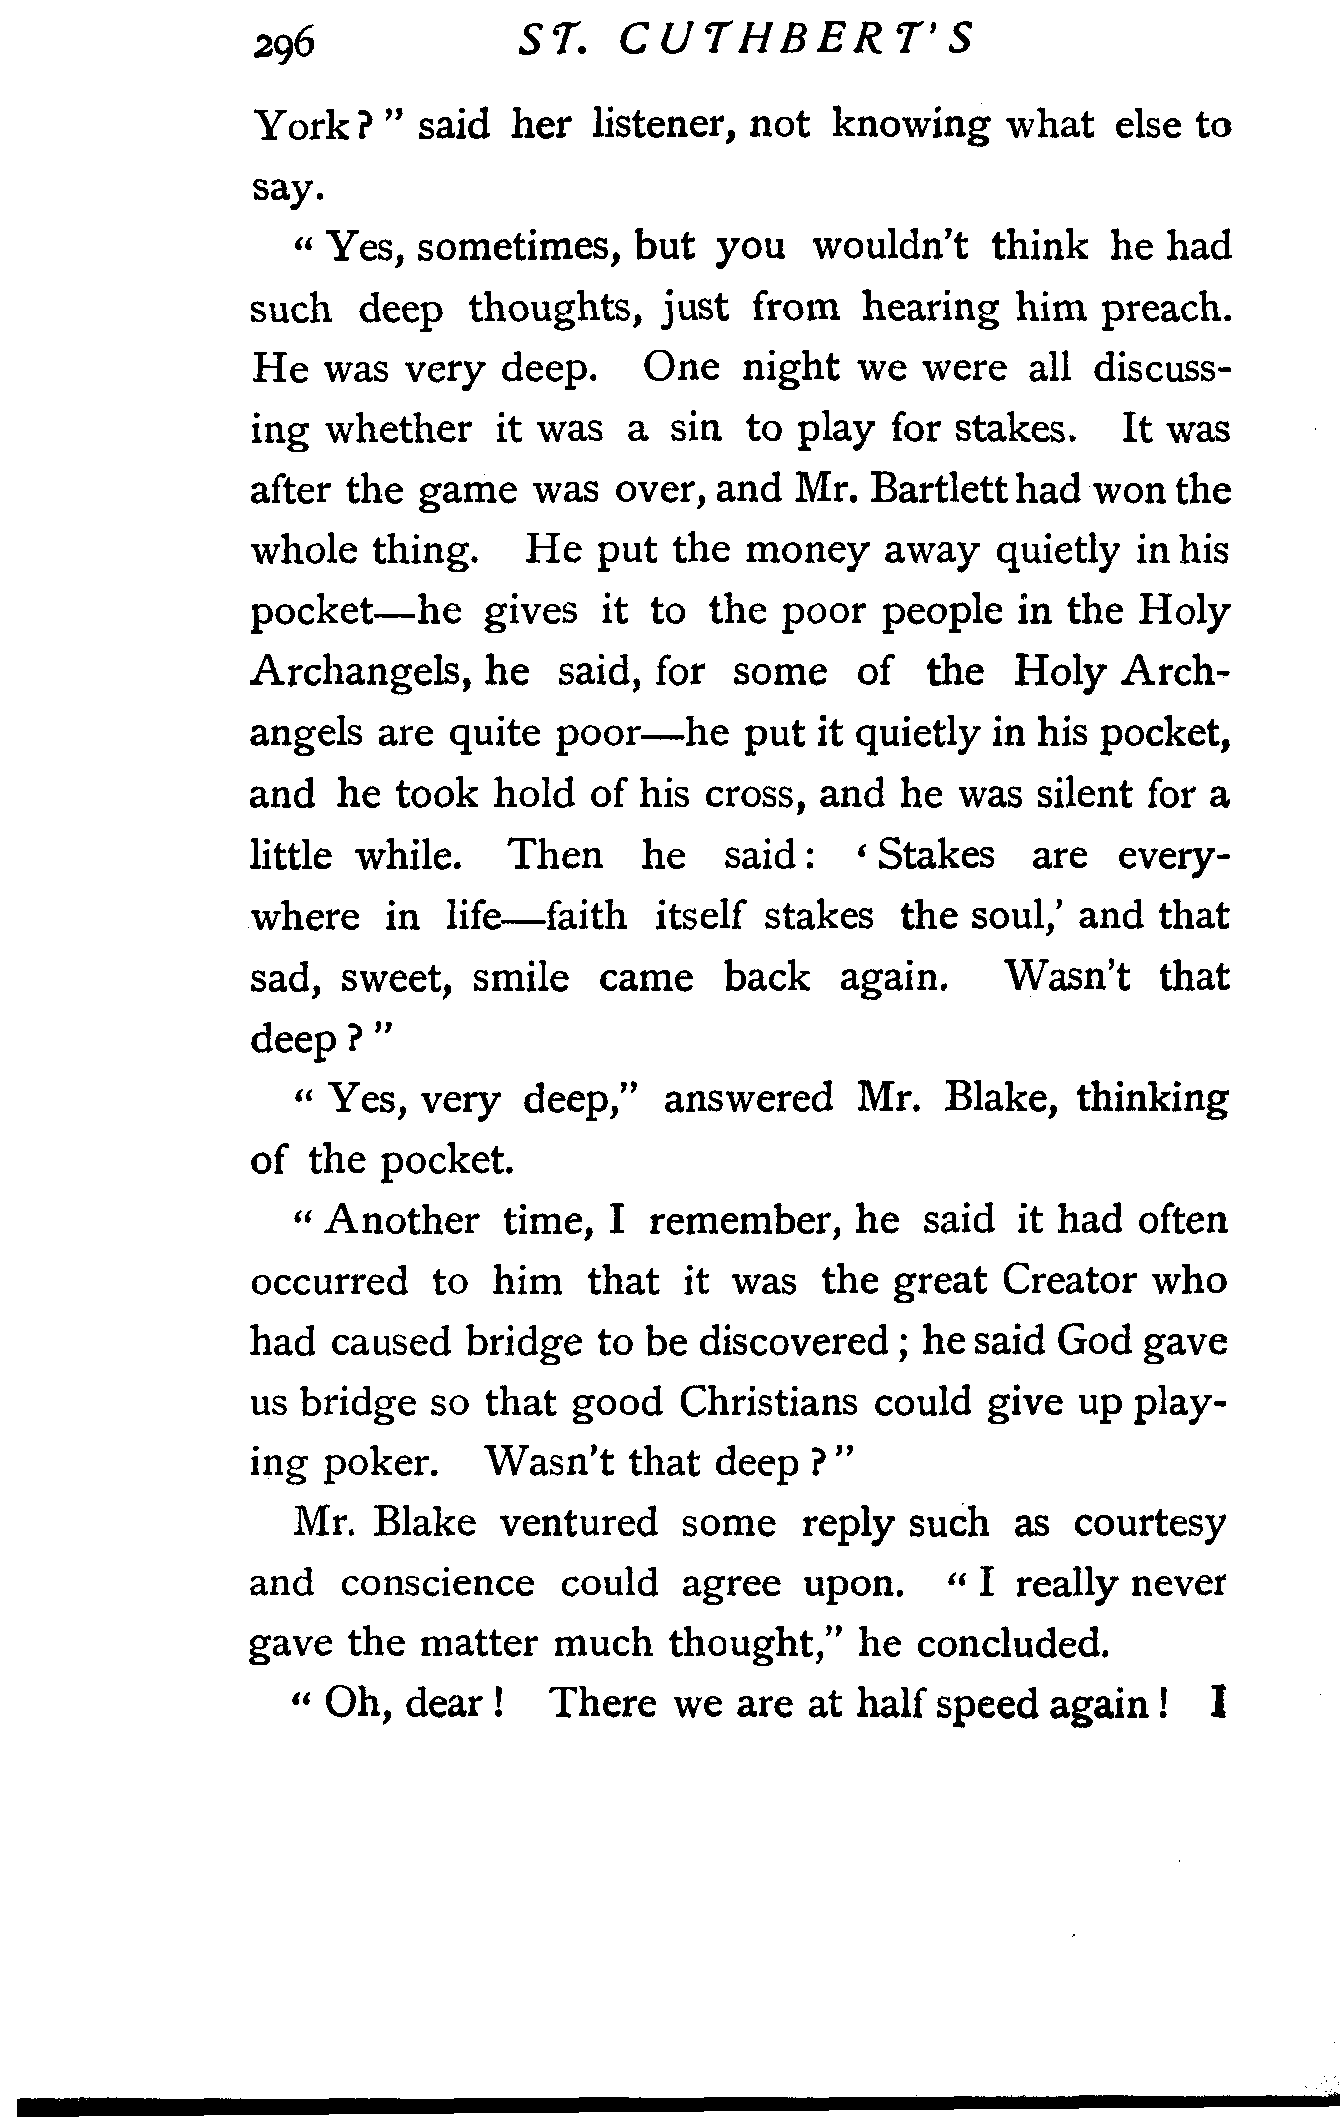 296 ST. CUTHBERT'S
York?" said her listener, not knowing what else to
say.
"Yes, sometimes, but you wouldn't think he had
such deep thoughts, just from hearing him preach.
He was very deep. One night we were all discuss-
ing whether it was a sin to play for stakes. It was
after the game was over, and Mr. Bartlett had won the
whole thing. He put the money away quietly in his
pocket—he gives it to the poor people in the Holy
Archangels, he said, for some of the Holy Arch-
angels are quite poor—he put it quietly in his pocket,
and he took hold of his cross, and he was silent for a
little while. Then he said: 'Stakes are every-
where in life—faith itself stakes the soul,' and that
sad, sweet, smile came back again. Wasn't that
deep?"
"Yes, very deep," answered Mr. Blake, thinking
of the pocket.
"Another time, I remember, he said it had often
occurred to him that it was the great Creator who
had caused bridge to be discovered; he said God gave
us bridge so that good Christians could give up play-
ing poker. Wasn't that deep?"
Mr. Blake ventured some reply such as courtesy
and conscience could agree upon. "I really never
gave the matter much thought," he concluded.
"Oh, dear! There we are at half speed again! I